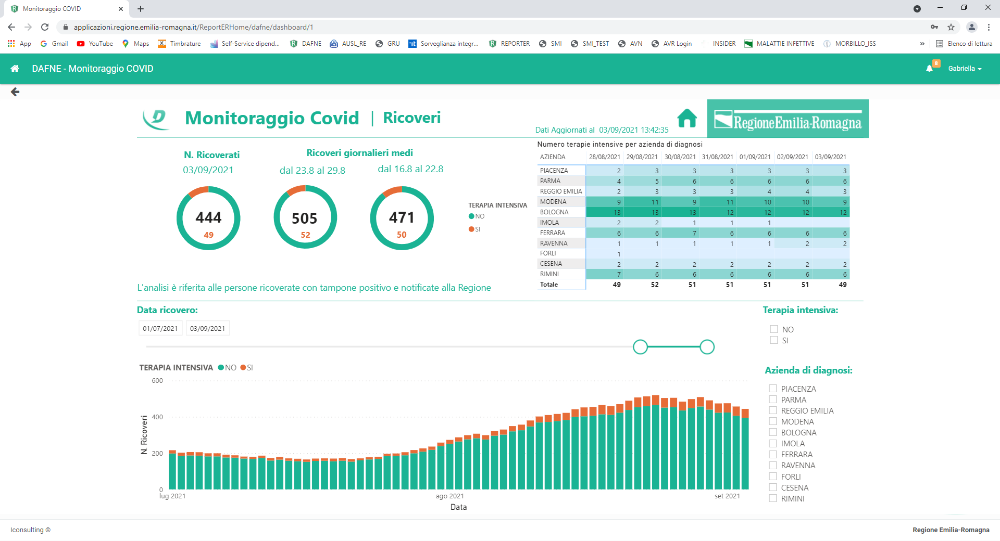 Monitoraggio COVID
applicazioni.regione.emilia-romagna.it/ReportERHome/dafne/dashboard/1
App Gmail YouTube Maps Timbrature Self-Service dipend... DAFNE AUSL_RE GRU Sorveglianza integr... REPORTER SMI SMI_TEST AVN AVR Login INSIDER MALATTIE INFETTIVE MORBILLO_ISS » Elenco di lettura
DAFNE - Monitoraggio COVID
8
Gabriella
Monitoraggio Covid | Ricoveri
Dati Aggiornati al 03/09/2021 13:42:35
RegioneEmilia-Romagna
N. Ricoverati
03/09/2021
444
49
Ricoveri giornalieri medi
dal 23.8 al 29.8
dal 16.8 al 22.8
505
52
471
50
TERAPIA INTENSIVA
NO
SI
Numero terapie intensive per azienda di diagnosi
AZIENDA 28/08/2021 29/08/2021 30/08/2021 31/08/2021 01/09/2021 02/09/2021 03/09/2021
PIACENZA 2 3 3 3 3 3 3
PARMA 4 5 6 6 6 6 6
REGGIO EMILIA 2 3 3 3 4 4 3
MODENA 9 11 9 11 10 10 9
BOLOGNA 13 13 13 12 12 12 12
IMOLA 2 2 1 1 1
FERRARA 6 6 7 6 6 6 6
RAVENNA 1 1 1 1 1 2 2
FORLI 1
CESENA 2 2 2 2 2 2 2
RIMINI 7 6 6 6 6 6 6
Totale 49 52 51 51 51 51 49
L'analisi è riferita alle persone ricoverate con tampone positivo e notificate alla Regione
Data ricovero:
01/07/2021 03/09/2021
TERAPIA INTENSIVA NO SI
600
400
200
0
N. Ricoveri
lug 2021 ago 2021 set 2021
Data
Terapia intensiva:
NO
SI
Azienda di diagnosi:
PIACENZA
PARMA
REGGIO EMILIA
MODENA
BOLOGNA
IMOLA
FERRARA
RAVENNA
FORLI
CESENA
RIMINI
Iconsulting ©
Regione Emilia-Romagna